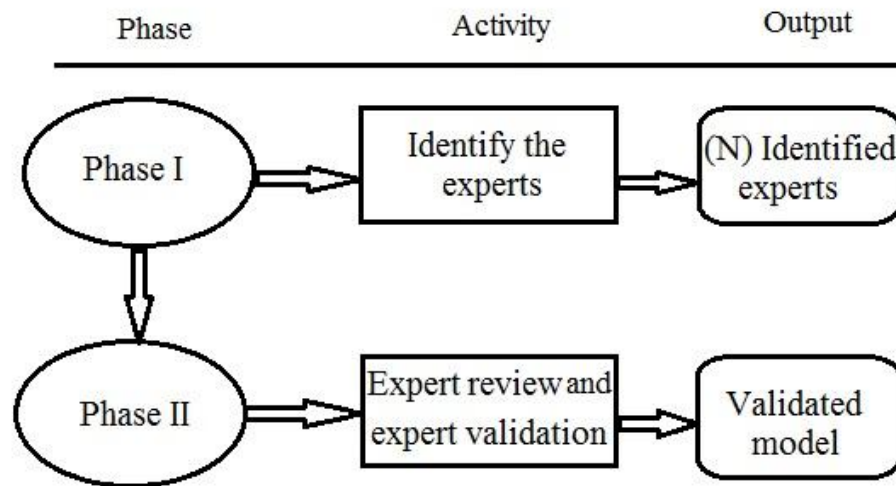 Phase Activity Output
Phase I
Identify the
experts
(N) Identified
experts
Phase II
Expert review and
expert validation
Validated
model